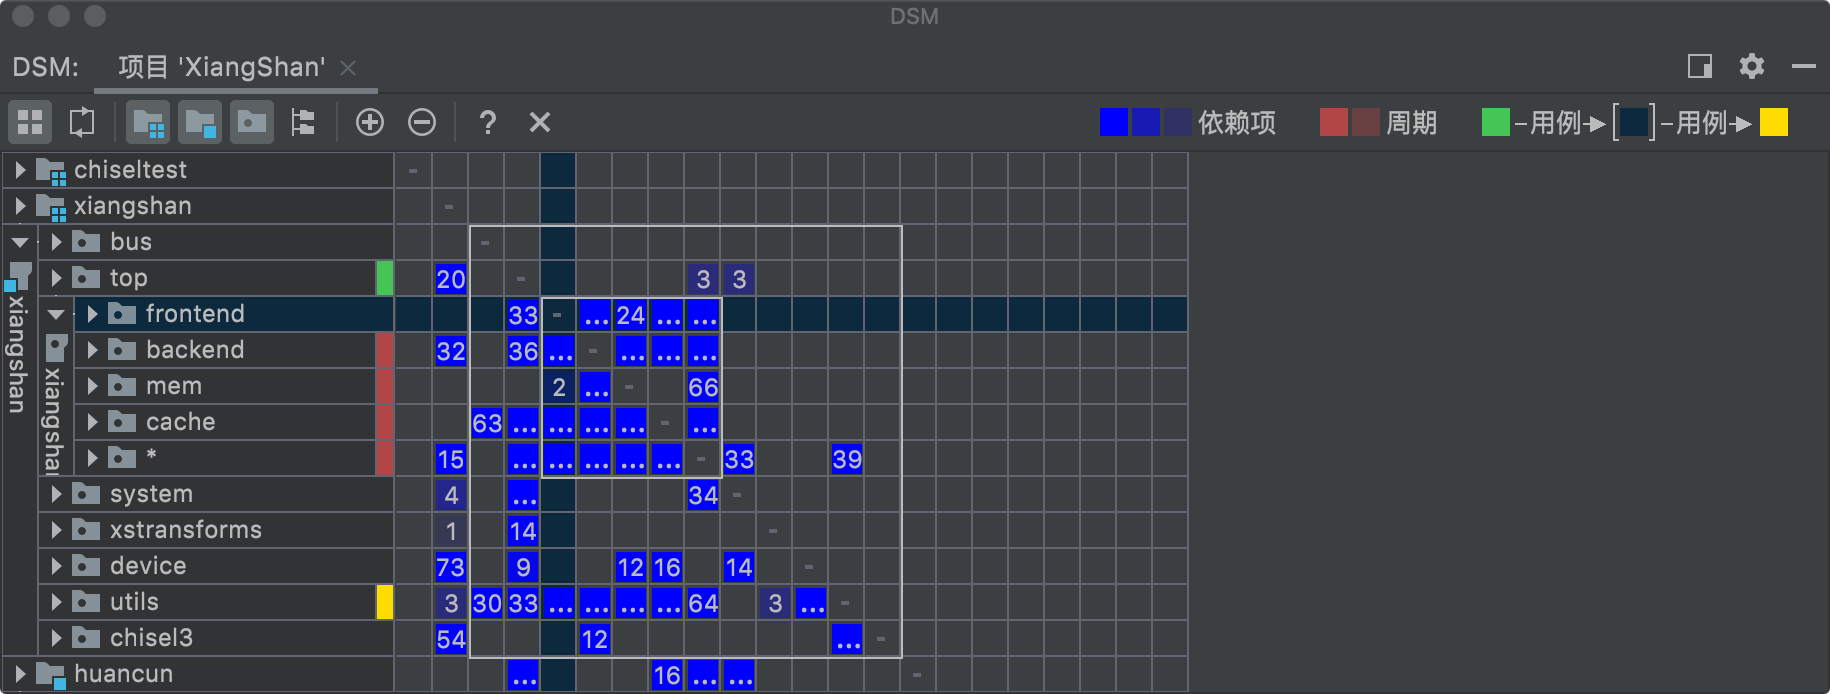 DSM
DSM: 项目 'XiangShan'
依赖项 周期 用例 用例
chiseltest -
xiangshan -
bus -
top 20 - 3 3
frontend 33 - ... 24 ... ...
backend 32 36 ... - ... ... ...
mem 2 ... - 66
cache 63 ... ... ... ... - ...
* 15 ... ... ... ... ... - 33 39
system 4 ... 34 -
xstransforms 1 14 -
device 73 9 12 16 14 -
utils 3 30 33 ... ... ... ... 64 3 ... -
chisel3 54 12 ... -
huancun ... 16 ... ... -
xiangshan
xiangshan